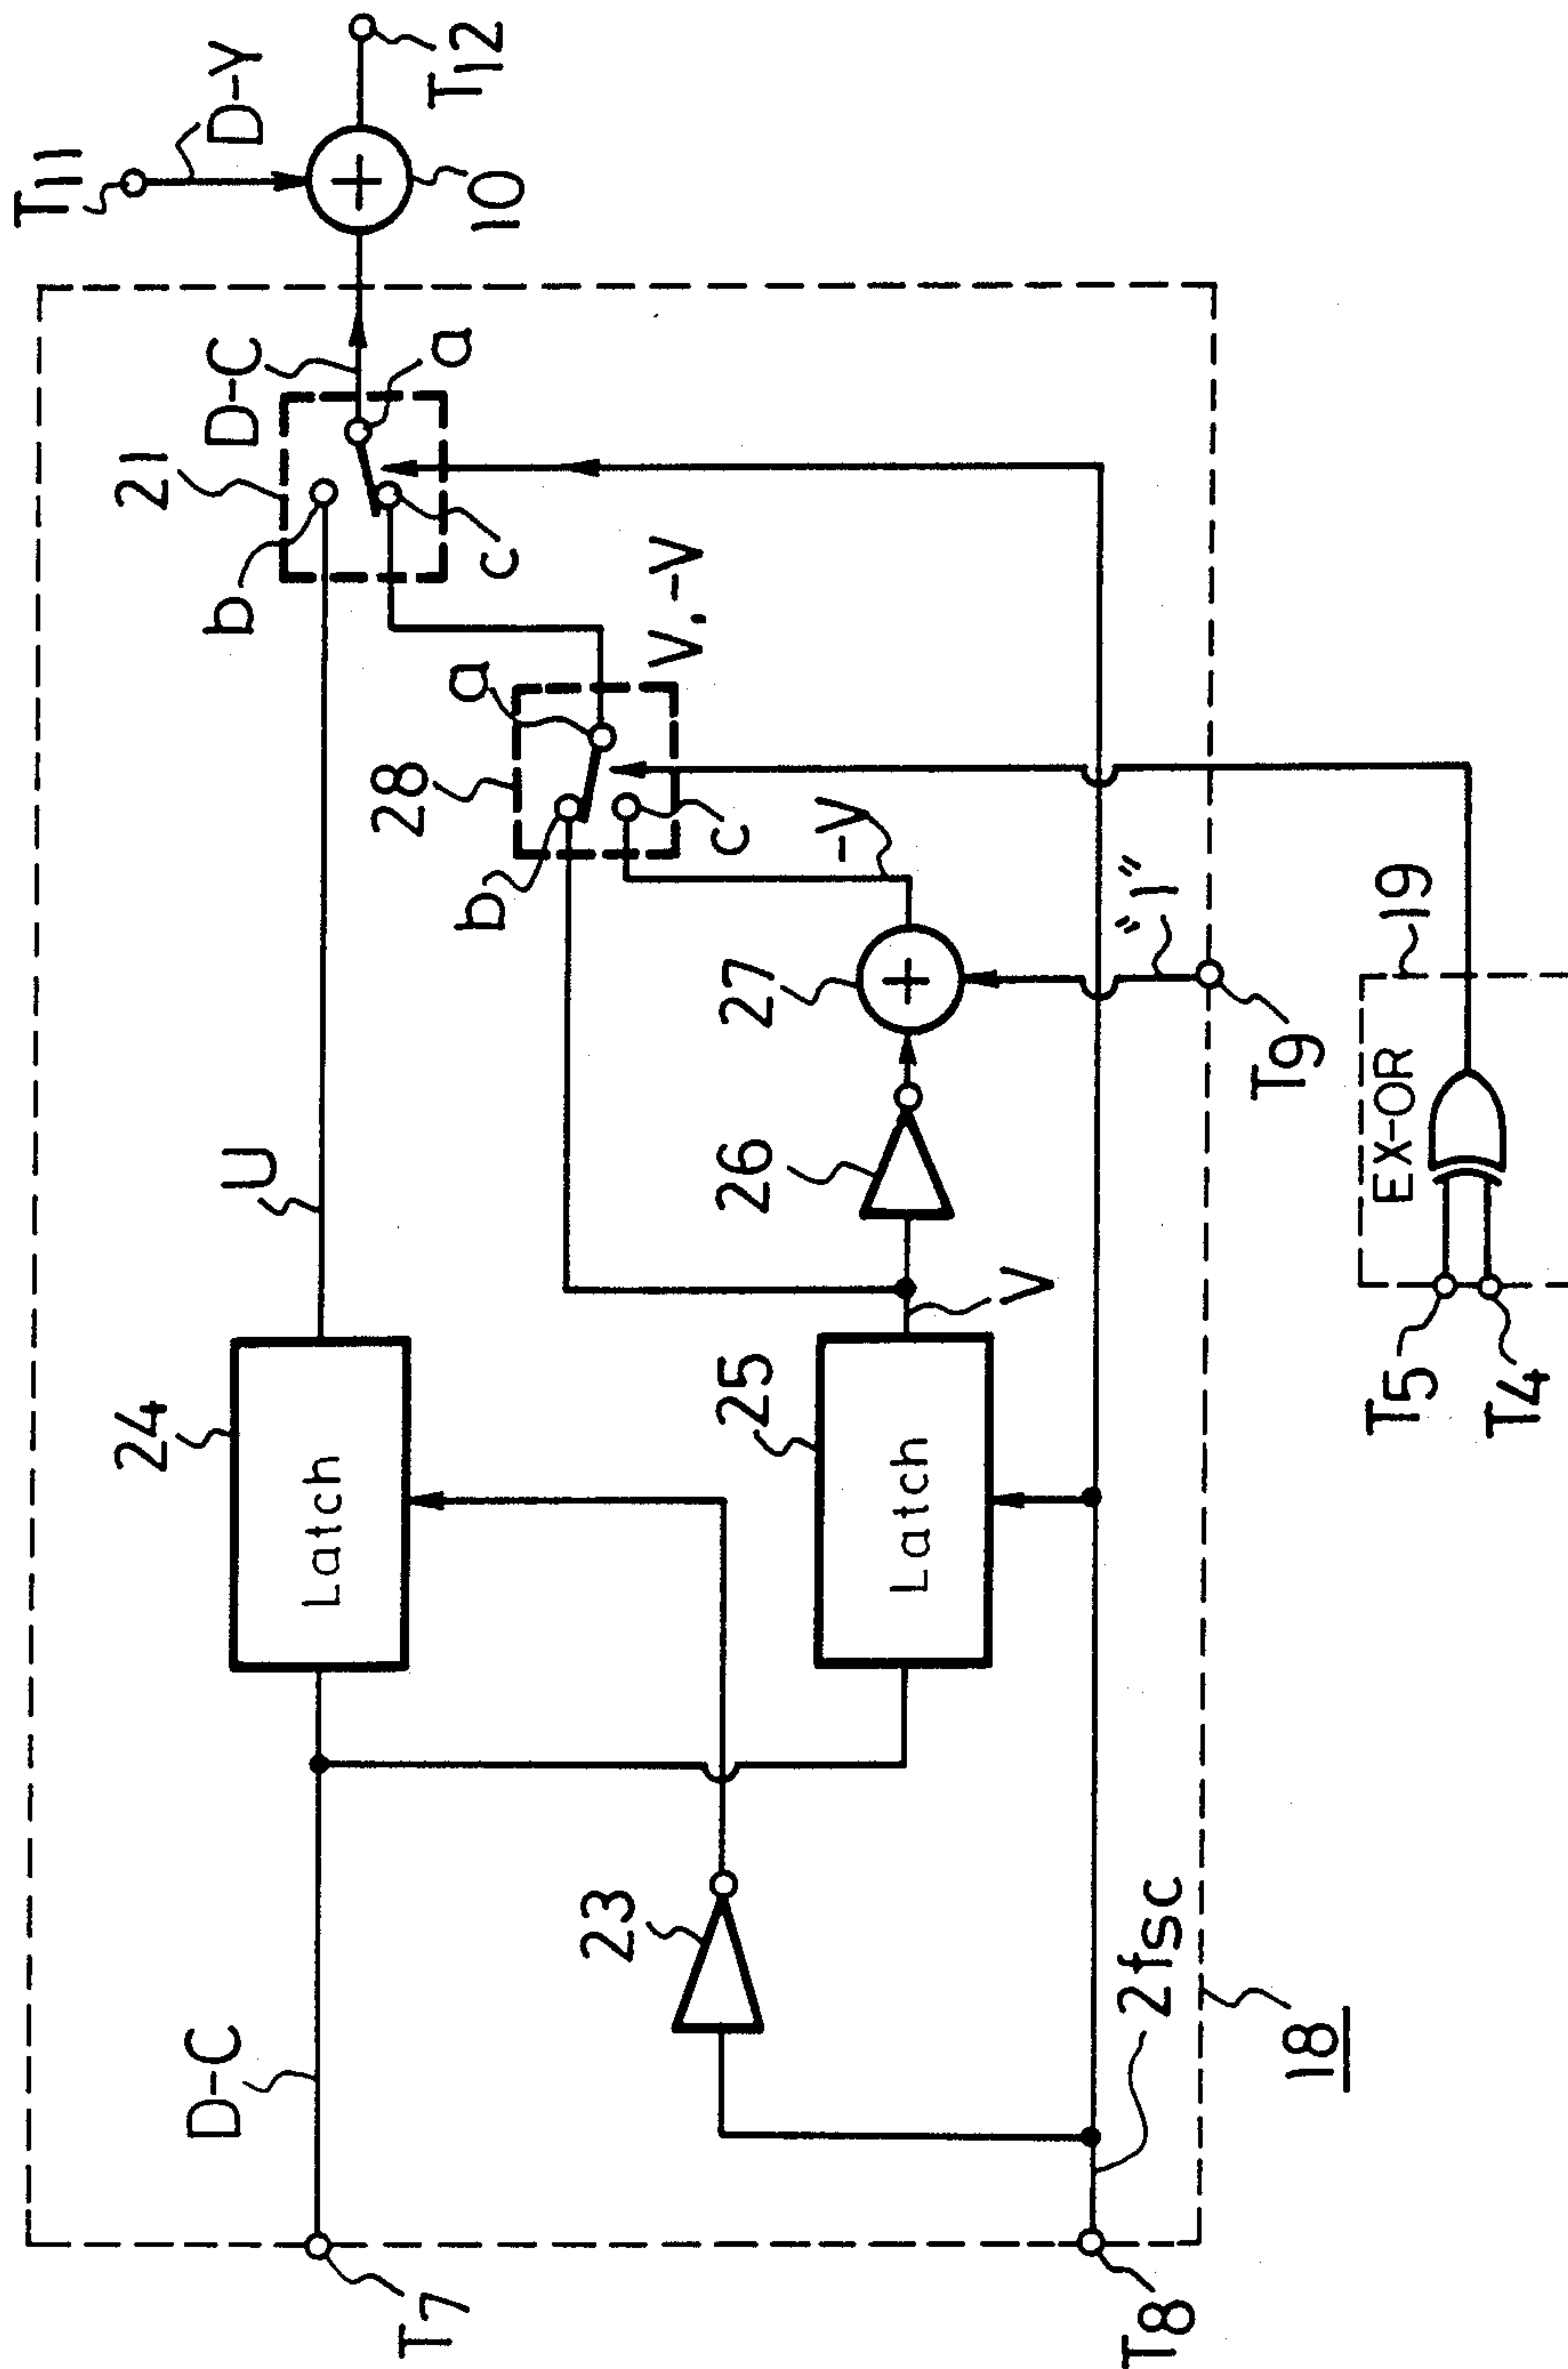 T7
D-C
24
Latch
U
21
b
c
a
D-C
T11
D-Y
10
T12
23
25
Latch
V
26
27
-V
28
b
c
a
V, -V
"1"
T9
T8
2fsc
18
19
EX-OR
T5
T4